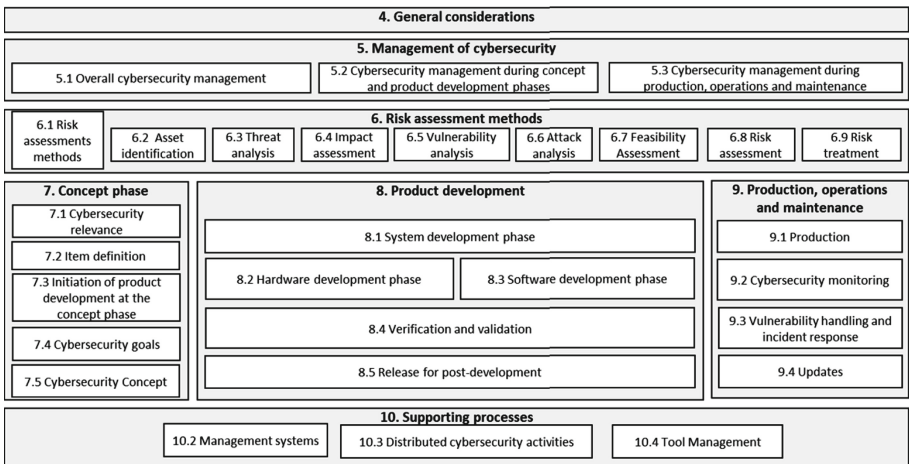 4. General considerations
5. Management of cybersecurity
5.1 Overall cybersecurity management
5.2 Cybersecurity management during concept
and product development phases
5.3 Cybersecurity management during
production, operations and maintenance
6. Risk assessment methods
6.1 Risk
assessments
methods
6.2 Asset
identification
6.3 Threat
analysis
6.4 Impact
assessment
6.5 Vulnerability
analysis
6.6 Attack
analysis
6.7 Feasibility
Assessment
6.8 Risk
assessment
6.9 Risk
treatment
7. Concept phase
7.1 Cybersecurity
relevance
7.2 Item definition
7.3 Initiation of product
development at the
concept phase
7.4 Cybersecurity goals
7.5 Cybersecurity Concept
8. Product development
8.1 System development phase
8.2 Hardware development phase
8.3 Software development phase
8.4 Verification and validation
8.5 Release for post-development
9. Production, operations
and maintenance
9.1 Production
9.2 Cybersecurity monitoring
9.3 Vulnerability handling and
incident response
9.4 Updates
10. Supporting processes
10.2 Management systems
10.3 Distributed cybersecurity activities
10.4 Tool Management